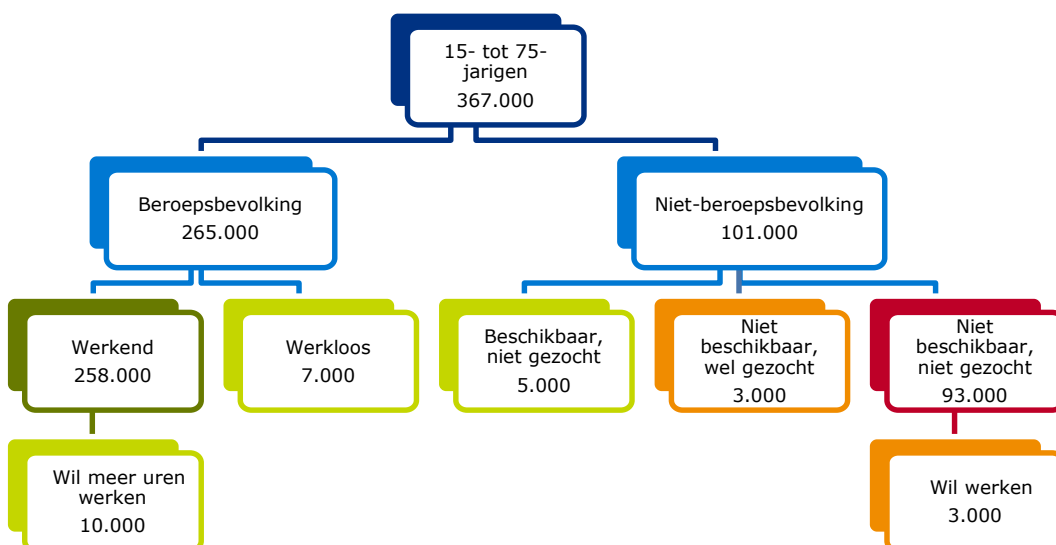 15- tot 75-
jarigen
367.000
Beroepsbevolking
265.000
Niet-beroepsbevolking
101.000
Werkend
258.000
Werkloos
7.000
Beschikbaar,
niet gezocht
5.000
Niet
beschikbaar,
wel gezocht
3.000
Niet
beschikbaar,
niet gezocht
93.000
Wil meer uren
werken
10.000
Wil werken
3.000